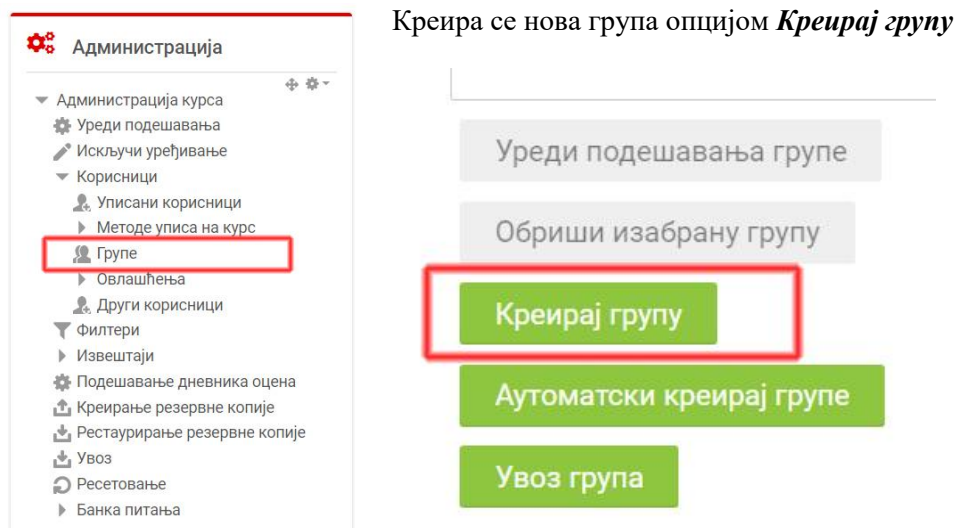 Креира се нова група опцијом Креирај групу
Администрација
Администрација курса
Уреди подешавања
Искључи уређивање
Корисници
Уписани корисници
Методе уписа на курс
Групе
Овлашћења
Други корисници
Филтери
Извештаји
Подешавање дневника оцена
Креирање резервне копије
Рестаурирање резервне копије
Увоз
Ресетовање
Банка питања
Уреди подешавања групе
Обриши изабрану групу
Креирај групу
Аутоматски креирај групе
Увоз група